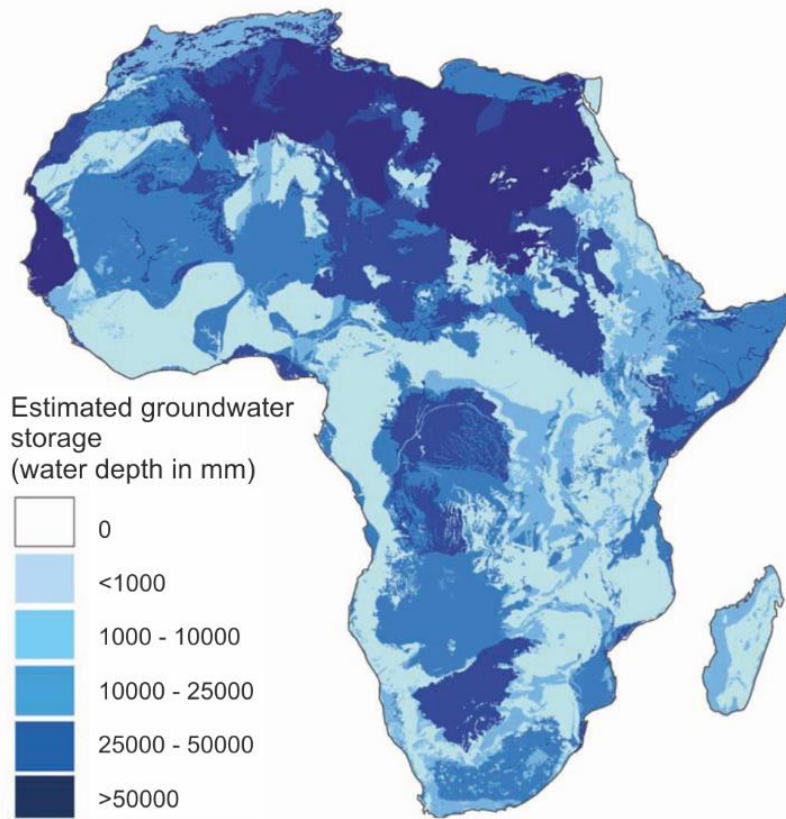 Estimated groundwater
storage
(water depth in mm)
0
<1000
1000 - 10000
10000 - 25000
25000 - 50000
>50000